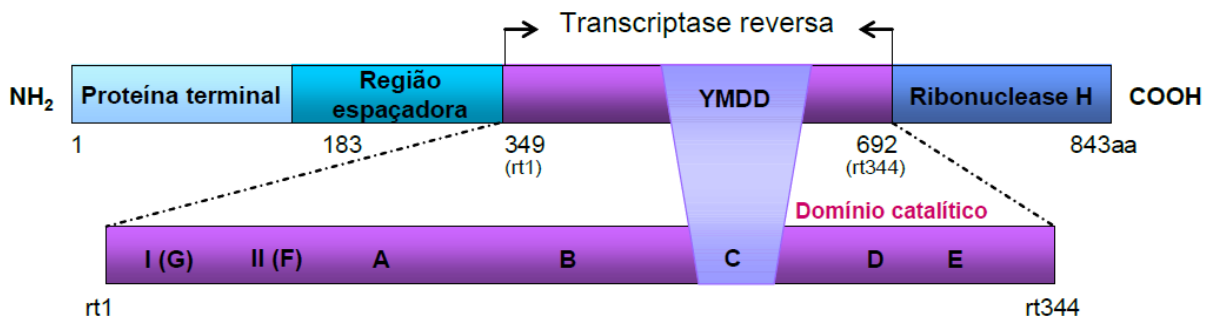 Transcriptase reversa
NH2
Proteína terminal
Região
espaçadora
YMDD
Ribonuclease H
COOH
1
183
349
(rt1)
692
(rt344)
843aa
Domínio catalítico
I (G)
II (F)
A
B
C
D
E
rt1
rt344